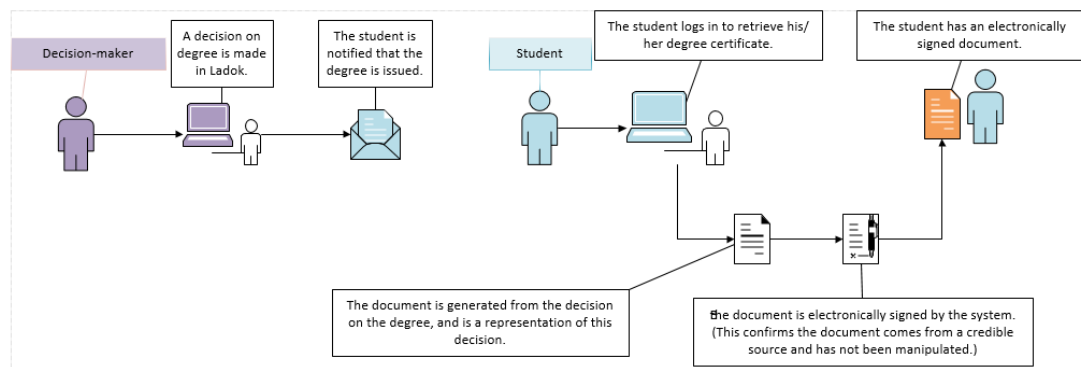 Decision-maker
A decision on
degree is made
in Ladok.
The student is
notified that the
degree is issued.
Student
The student logs in to retrieve his/
her degree certificate.
The student has an electronically
signed document.
The document is generated from the decision
on the degree, and is a representation of this
decision.
the document is electronically signed by the system.
(This confirms the document comes from a credible
source and has not been manipulated.)